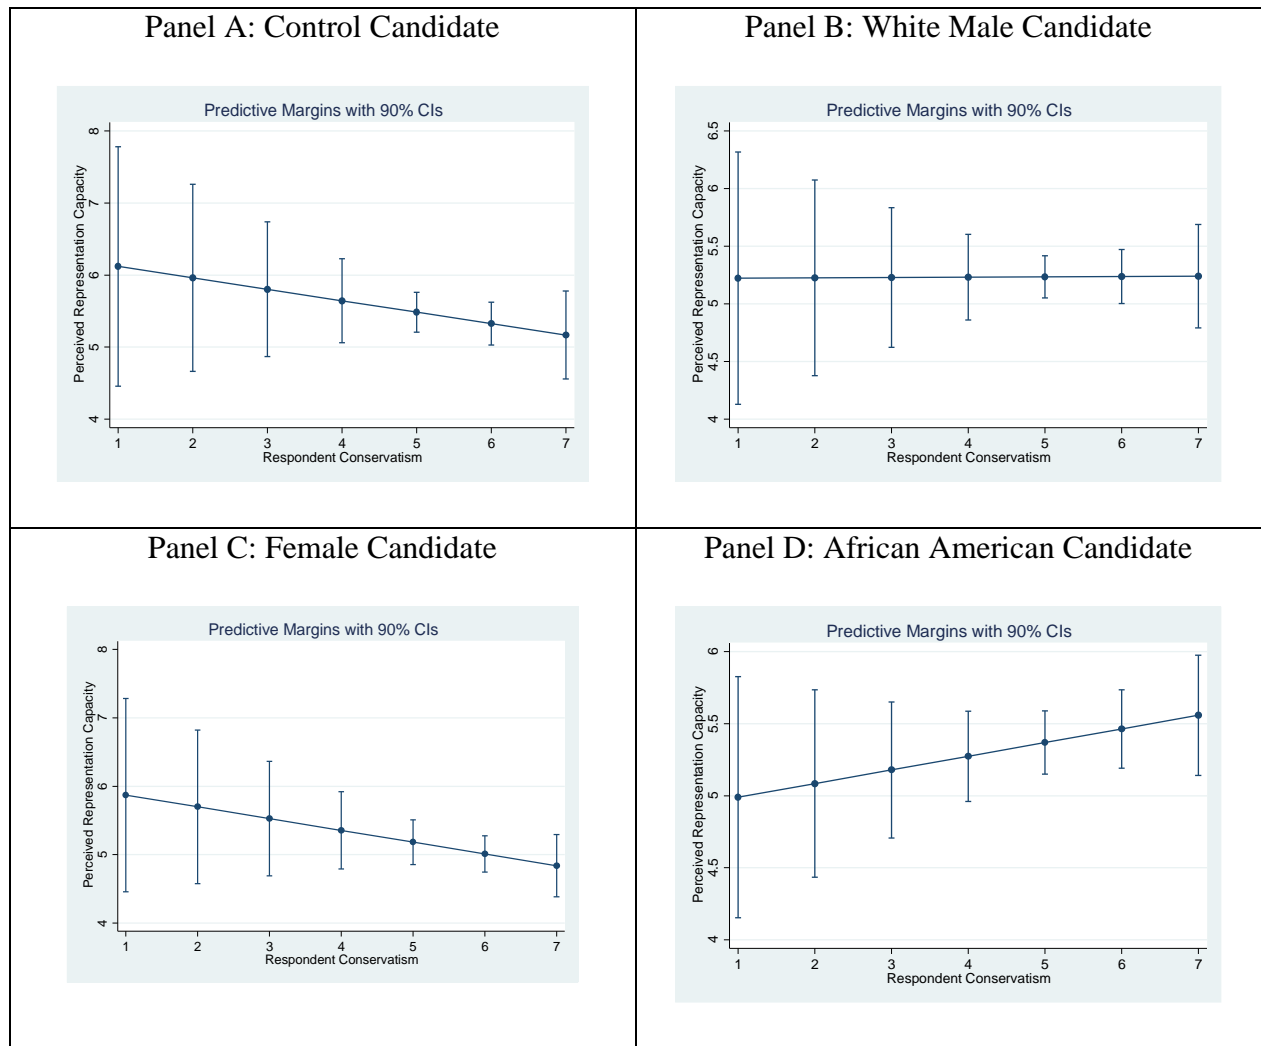 Panel A: Control Candidate
Predictive Margins with 90% CIs
Perceived Representation Capacity
8
7
6
5
4
1 2 3 4 5 6 7
Respondent Conservatism
Panel B: White Male Candidate
Predictive Margins with 90% CIs
Perceived Representation Capacity
6.5
6
5.5
5
4.5
4
1 2 3 4 5 6 7
Respondent Conservatism
Panel C: Female Candidate
Predictive Margins with 90% CIs
Perceived Representation Capacity
8
7
6
5
4
1 2 3 4 5 6 7
Respondent Conservatism
Panel D: African American Candidate
Predictive Margins with 90% CIs
Perceived Representation Capacity
6
5.5
5
4.5
4
1 2 3 4 5 6 7
Respondent Conservatism